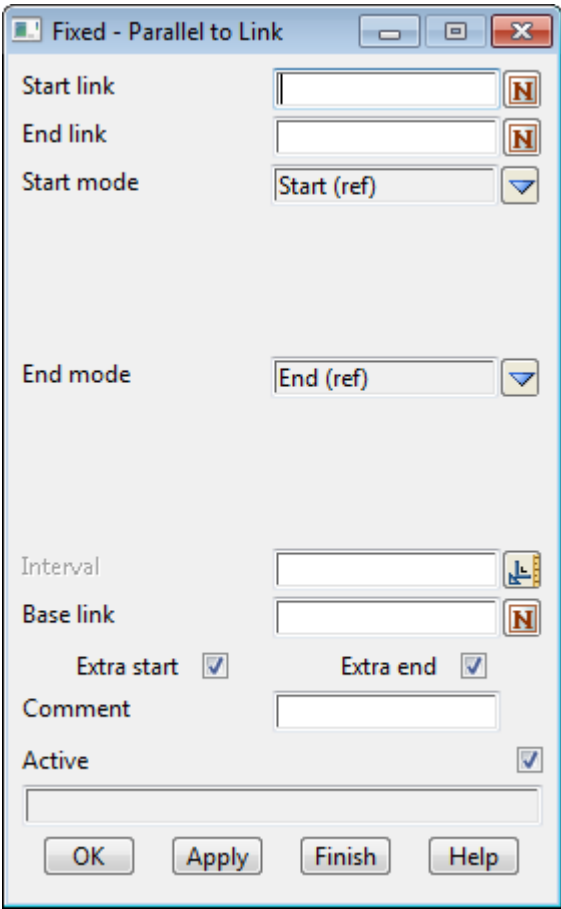 Fixed - Parallel to Link
Start link
N
End link
N
Start mode Start (ref)
End mode End (ref)
Interval
Base link
N
Extra start Extra end
Comment
Active
OK Apply Finish Help